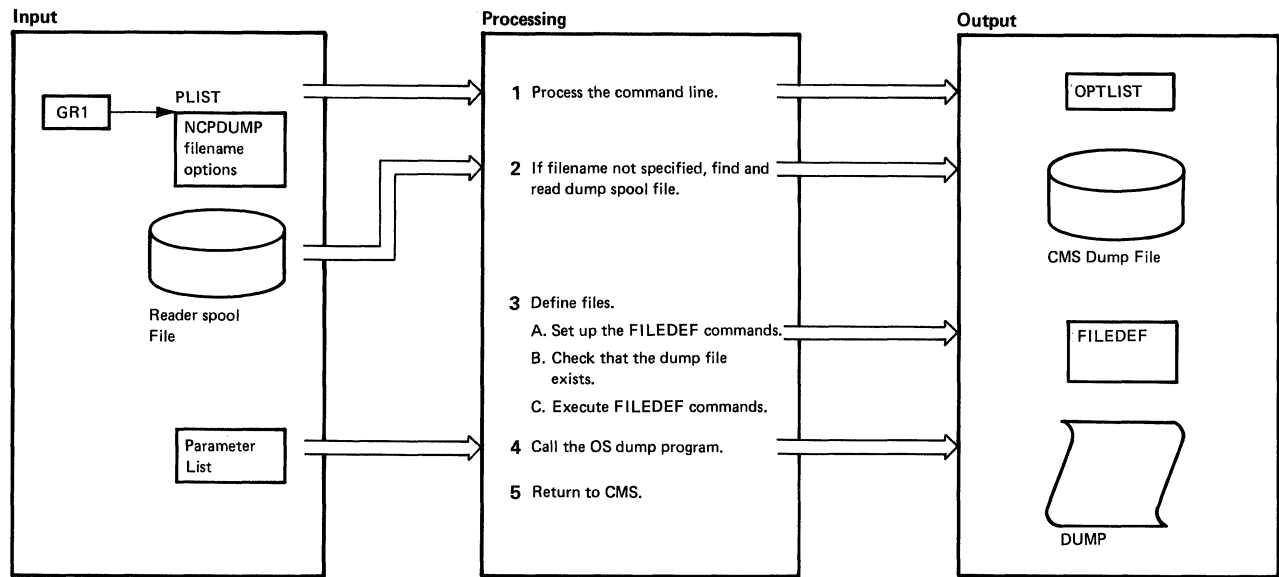 Input
GR1
PLIST
NCPDUMP
filename
options
Reader spool
File
Parameter
List
Processing
1 Process the command line.
2 If filename not specified, find and
read dump spool file.
3 Define files.
A. Set up the FILEDEF commands.
B. Check that the dump file
exists.
C. Execute FILEDEF commands.
4 Call the OS dump program.
5 Return to CMS.
Output
OPTLIST
CMS Dump File
FILEDEF
DUMP